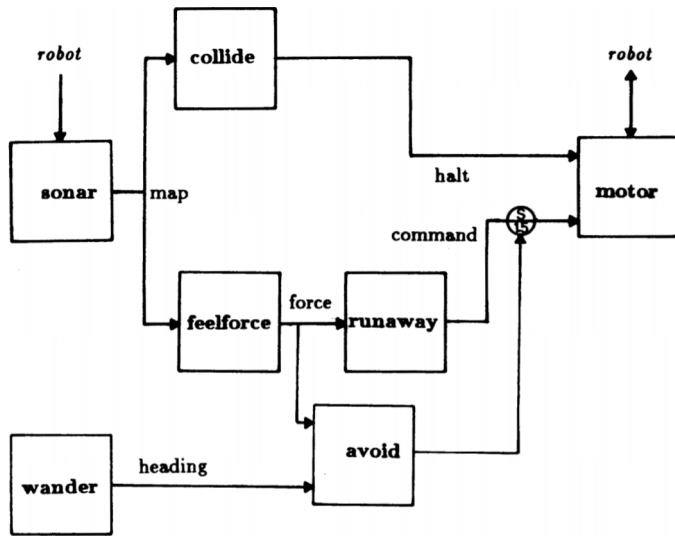 robot
collide
robot
sonar
map
halt
motor
command
S
15
feelforce
force
runaway
avoid
heading
wander